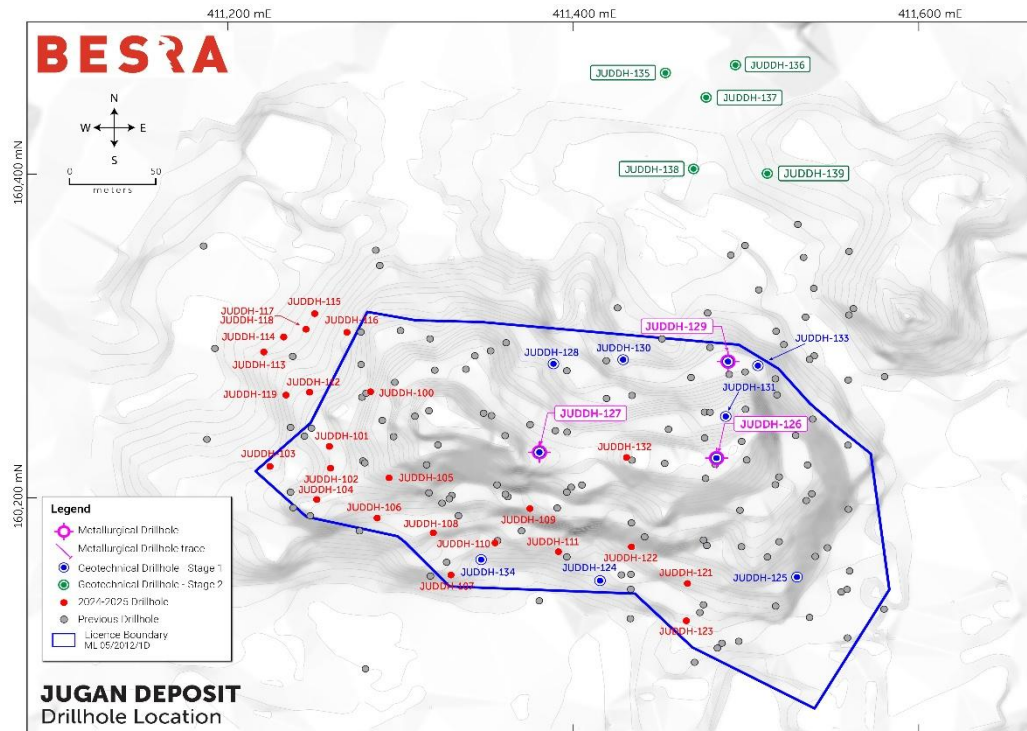 411,200 mE
411,400 mE
411,600 mE
BESRA
N
W
E
S
0
50
meters
160,400 mN
160,200 mN
JUDDH-135
JUDDH-136
JUDDH-137
JUDDH-138
JUDDH-139
JUDDH-115
JUDDH-117
JUDDH-118
JUDDH-116
JUDDH-114
JUDDH-113
JUDDH-129
JUDDH-133
JUDDH-130
JUDDH-128
JUDDH-112
JUDDH-119
JUDDH-100
JUDDH-131
JUDDH-127
JUDDH-126
JUDDH-101
JUDDH-103
JUDDH-132
JUDDH-102
JUDDH-105
JUDDH-104
JUDDH-106
JUDDH-109
JUDDH-108
JUDDH-110
JUDDH-111
JUDDH-122
JUDDH-134
JUDDH-124
JUDDH-107
JUDDH-121
JUDDH-125
JUDDH-123
Legend
Metallurgical Drillhole
Metallurgical Drillhole trace
Geotechnical Drillhole - Stage 1
Geotechnical Drillhole - Stage 2
2024-2025 Drillhole
Previous Drillhole
Licence Boundary
ML 05/2012/1D
JUGAN DEPOSIT
Drillhole Location